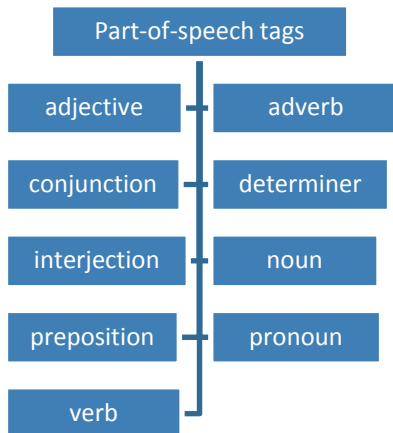 Part-of-speech tags
adjective
adverb
conjunction
determiner
interjection
noun
preposition
pronoun
verb